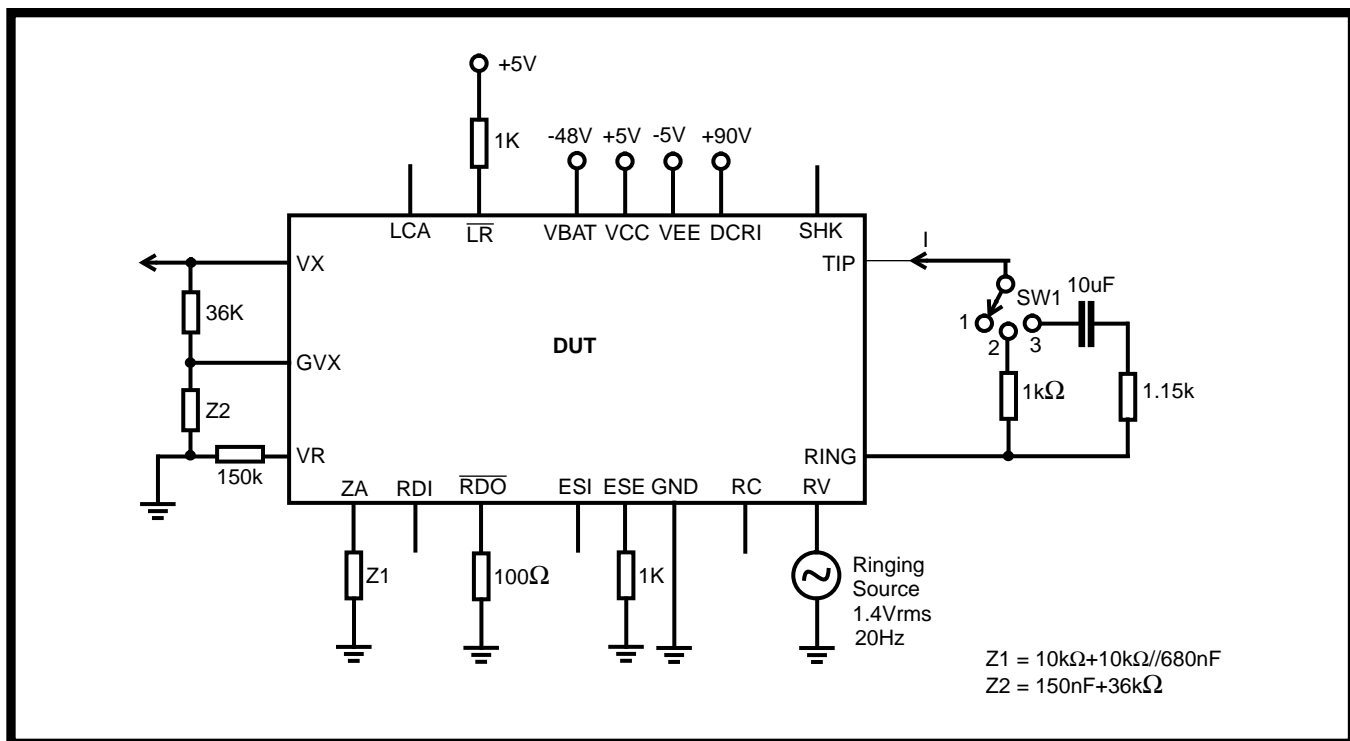 +5V
1K
-48V +5V -5V +90V
LCA L̅R̅ VBAT VCC VEE DCRI SHK
VX
TIP
I
SW1
10uF
1
2
3
36K
DUT
GVX
Z2
1kΩ
1.15k
VR
150k
RING
ZA RDI R̅D̅O̅ ESI ESE GND RC RV
Z1
100Ω
1K
Ringing
Source
1.4Vrms
20Hz
Z1 = 10kΩ+10kΩ//680nF
Z2 = 150nF+36kΩ